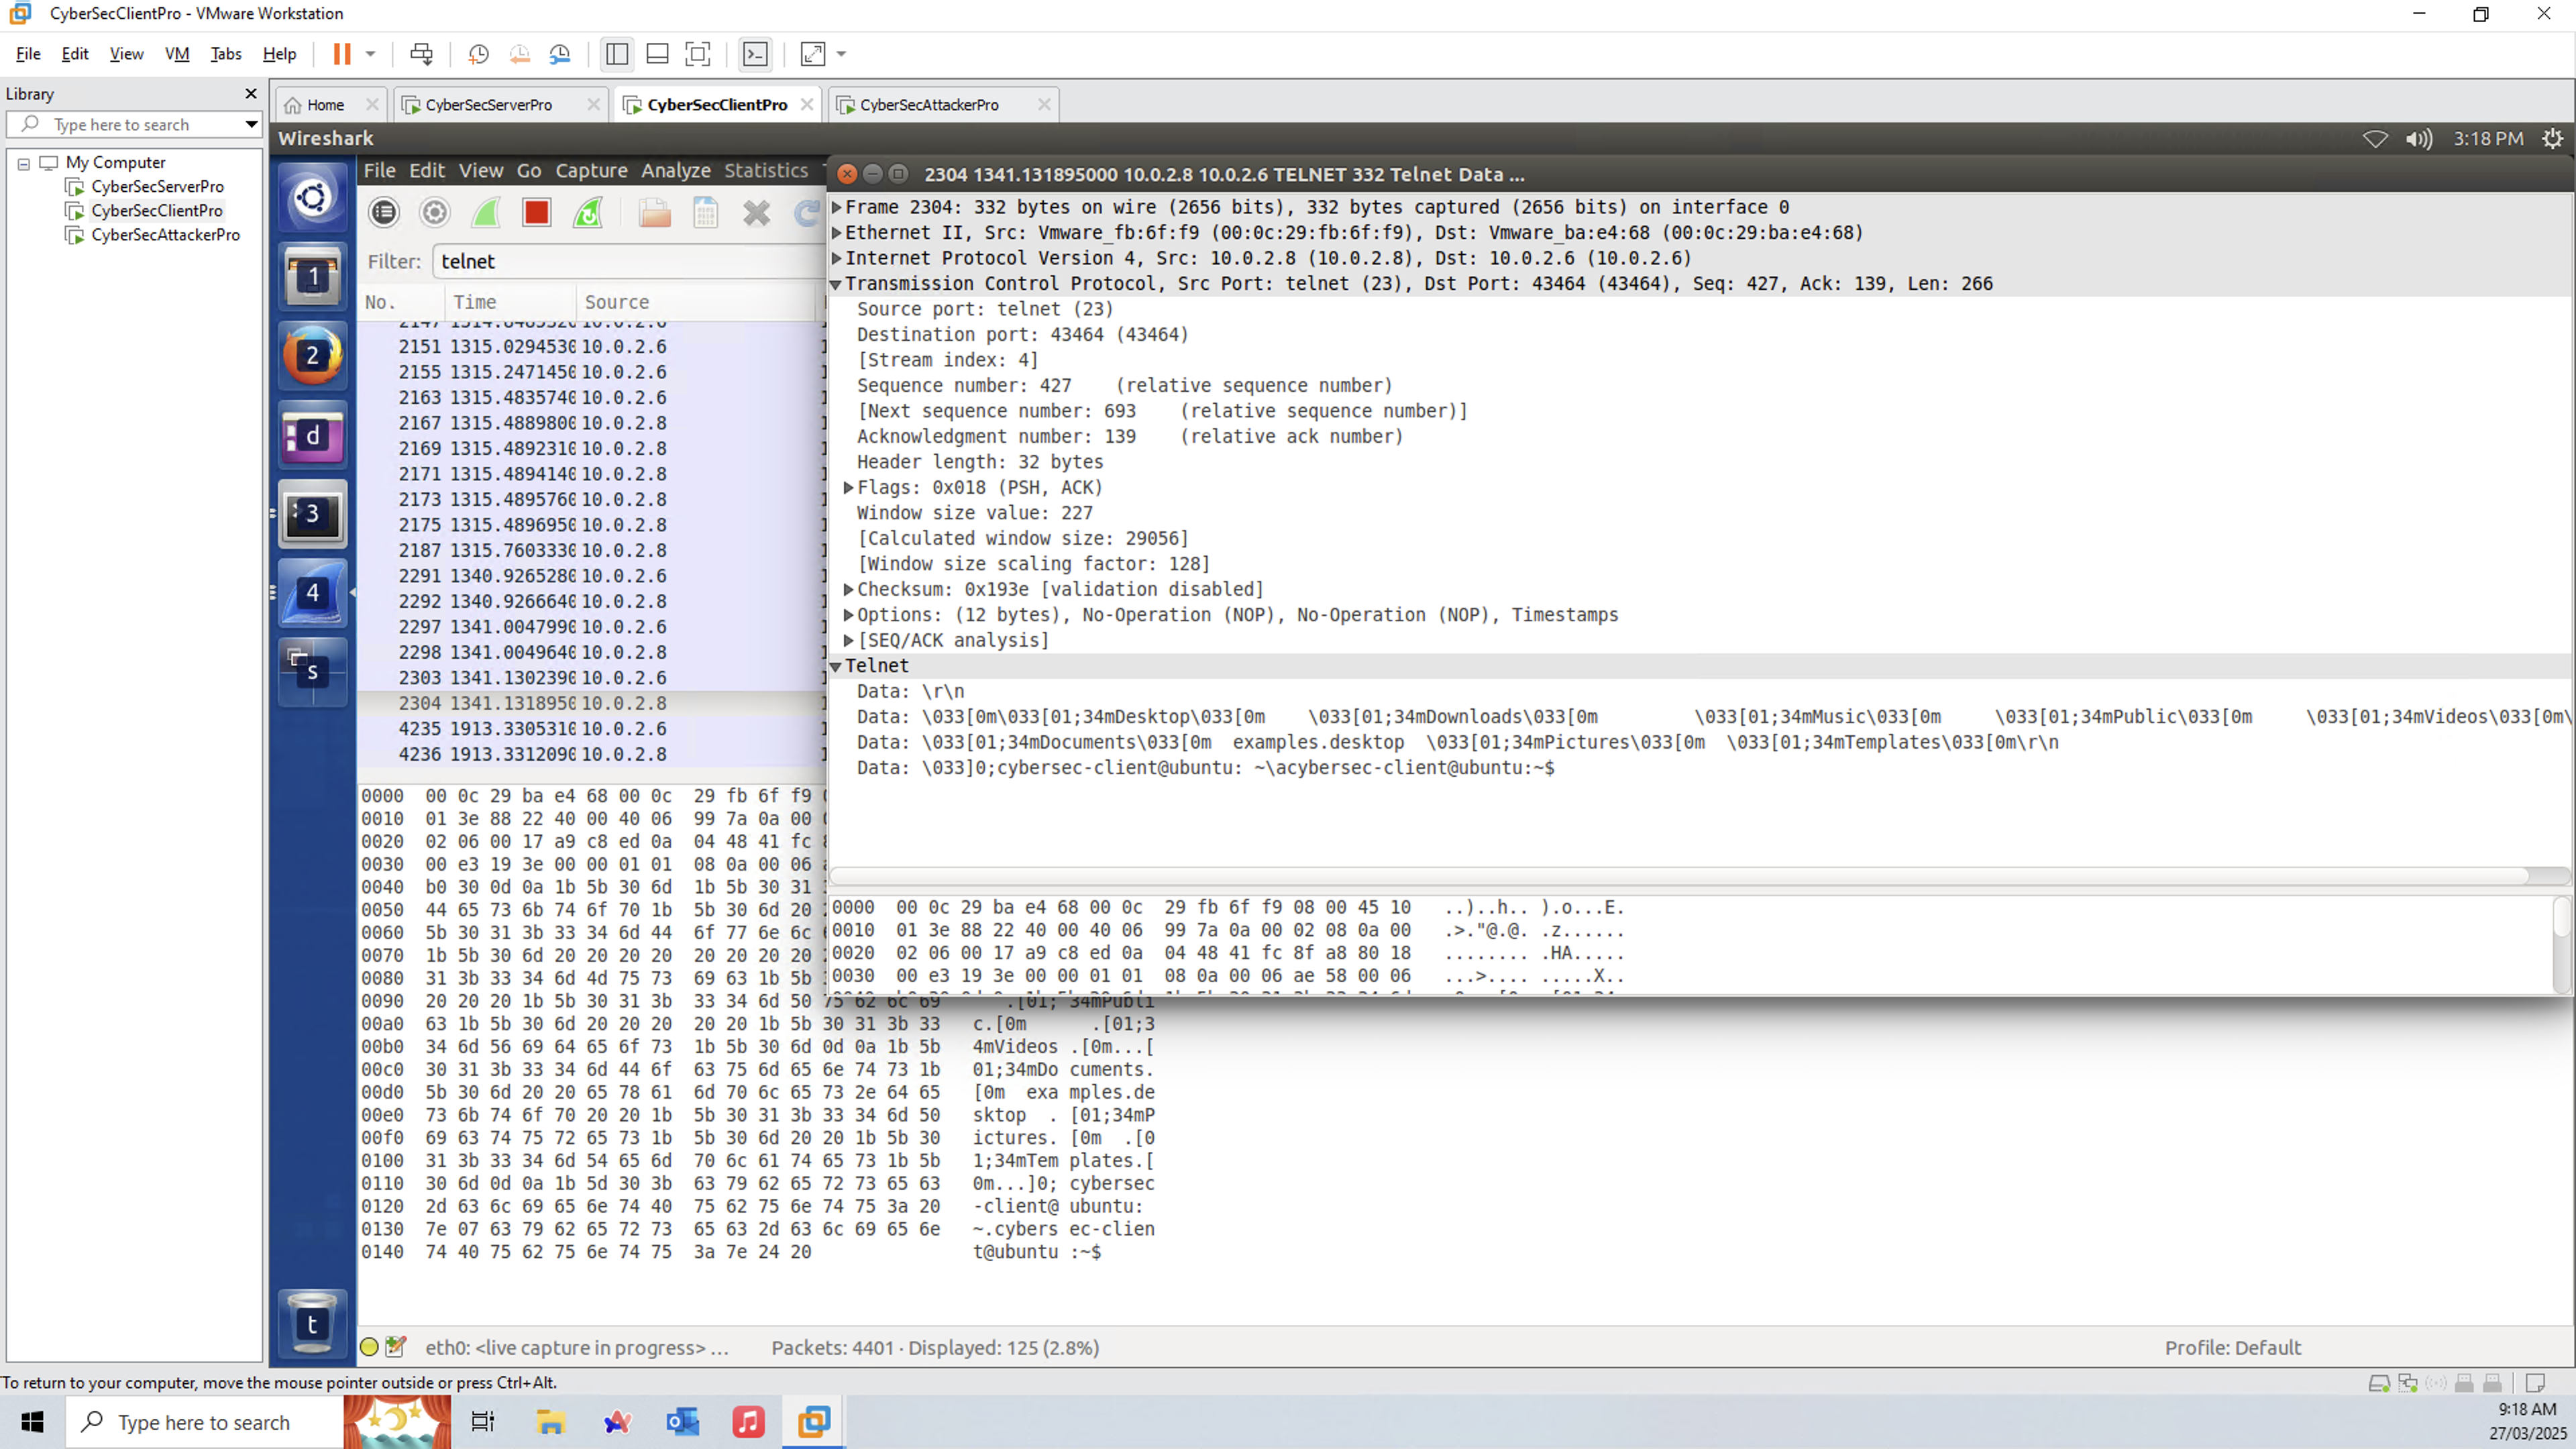 CyberSecClientPro - VMware Workstation
File Edit View VM Tabs Help
Library
Type here to search
My Computer
CyberSecServerPro
CyberSecClientPro
CyberSecAttackerPro
Home CyberSecServerPro CyberSecClientPro CyberSecAttackerPro
Wireshark 3:18 PM
File Edit View Go Capture Analyze Statistics
Filter: telnet
No. Time Source
2147
2151 1315.0294530 10.0.2.6
2155 1315.2471450 10.0.2.6
2163 1315.4835740 10.0.2.6
2167 1315.4889800 10.0.2.8
2169 1315.4892310 10.0.2.8
2171 1315.4894140 10.0.2.8
2173 1315.4895760 10.0.2.8
2175 1315.4896950 10.0.2.8
2187 1315.7603330 10.0.2.8
2291 1340.9265280 10.0.2.6
2292 1340.9266640 10.0.2.8
2297 1341.0047990 10.0.2.6
2298 1341.0049640 10.0.2.8
2303 1341.1302390 10.0.2.6
2304 1341.1318950 10.0.2.8
4235 1913.3305310 10.0.2.6
4236 1913.3312090 10.0.2.8
2304 1341.131895000 10.0.2.8 10.0.2.6 TELNET 332 Telnet Data ...
Frame 2304: 332 bytes on wire (2656 bits), 332 bytes captured (2656 bits) on interface 0
Ethernet II, Src: Vmware_fb:6f:f9 (00:0c:29:fb:6f:f9), Dst: Vmware_ba:e4:68 (00:0c:29:ba:e4:68)
Internet Protocol Version 4, Src: 10.0.2.8 (10.0.2.8), Dst: 10.0.2.6 (10.0.2.6)
Transmission Control Protocol, Src Port: telnet (23), Dst Port: 43464 (43464), Seq: 427, Ack: 139, Len: 266
Source port: telnet (23)
Destination port: 43464 (43464)
[Stream index: 4]
Sequence number: 427 (relative sequence number)
[Next sequence number: 693 (relative sequence number)]
Acknowledgment number: 139 (relative ack number)
Header length: 32 bytes
Flags: 0x018 (PSH, ACK)
Window size value: 227
[Calculated window size: 29056]
[Window size scaling factor: 128]
Checksum: 0x193e [validation disabled]
Options: (12 bytes), No-Operation (NOP), No-Operation (NOP), Timestamps
[SEQ/ACK analysis]
Telnet
Data: \r\n
Data: \033[0m\033[01;34mDesktop\033[0m \033[01;34mDownloads\033[0m \033[01;34mMusic\033[0m \033[01;34mPublic\033[0m \033[01;34mVideos\033[0m\
Data: \033[01;34mDocuments\033[0m examples.desktop \033[01;34mPictures\033[0m \033[01;34mTemplates\033[0m\r\n
Data: \033]0;cybersec-client@ubuntu: ~\acybersec-client@ubuntu:~$
0000 00 0c 29 ba e4 68 00 0c 29 fb 6f f9 08 00 45 10 ..)..h.. ).o...E.
0010 01 3e 88 22 40 00 40 06 99 7a 0a 00 02 08 0a 00 .>."@.@. .z......
0020 02 06 00 17 a9 c8 ed 0a 04 48 41 fc 8f a8 80 18 ........ .HA.....
0030 00 e3 19 3e 00 00 01 01 08 0a 00 06 ae 58 00 06 ...>.... .....X..
0000 00 0c 29 ba e4 68 00 0c 29 fb 6f f9
0010 01 3e 88 22 40 00 40 06 99 7a 0a 00
0020 02 06 00 17 a9 c8 ed 0a 04 48 41 fc
0030 00 e3 19 3e 00 00 01 01 08 0a 00 06
0040 b0 30 0d 0a 1b 5b 30 6d 1b 5b 30 31
0050 44 65 73 6b 74 6f 70 1b 5b 30 6d 20
0060 5b 30 31 3b 33 34 6d 44 6f 77 6e 6c
0070 1b 5b 30 6d 20 20 20 20 20 20 20 20
0080 31 3b 33 34 6d 4d 75 73 69 63 1b 5b
0090 20 20 20 1b 5b 30 31 3b 33 34 6d 50 75 62 6c 69 .[01; 34mPubli
00a0 63 1b 5b 30 6d 20 20 20 20 20 1b 5b 30 31 3b 33 c.[0m .[01;3
00b0 34 6d 56 69 64 65 6f 73 1b 5b 30 6d 0d 0a 1b 5b 4mVideos .[0m...[
00c0 30 31 3b 33 34 6d 44 6f 63 75 6d 65 6e 74 73 1b 01;34mDo cuments.
00d0 5b 30 6d 20 20 65 78 61 6d 70 6c 65 73 2e 64 65 [0m exa mples.de
00e0 73 6b 74 6f 70 20 20 1b 5b 30 31 3b 33 34 6d 50 sktop . [01;34mP
00f0 69 63 74 75 72 65 73 1b 5b 30 6d 20 20 1b 5b 30 ictures. [0m .[0
0100 31 3b 33 34 6d 54 65 6d 70 6c 61 74 65 73 1b 5b 1;34mTem plates.[
0110 30 6d 0d 0a 1b 5d 30 3b 63 79 62 65 72 73 65 63 0m...]0; cybersec
0120 2d 63 6c 69 65 6e 74 40 75 62 75 6e 74 75 3a 20 -client@ ubuntu:
0130 7e 07 63 79 62 65 72 73 65 63 2d 63 6c 69 65 6e ~.cybers ec-clien
0140 74 40 75 62 75 6e 74 75 3a 7e 24 20 t@ubuntu :~$
1
2
d
3
4
s
t
eth0: <live capture in progress> ... Packets: 4401 · Displayed: 125 (2.8%) Profile: Default
To return to your computer, move the mouse pointer outside or press Ctrl+Alt.
Type here to search
9:18 AM
27/03/2025